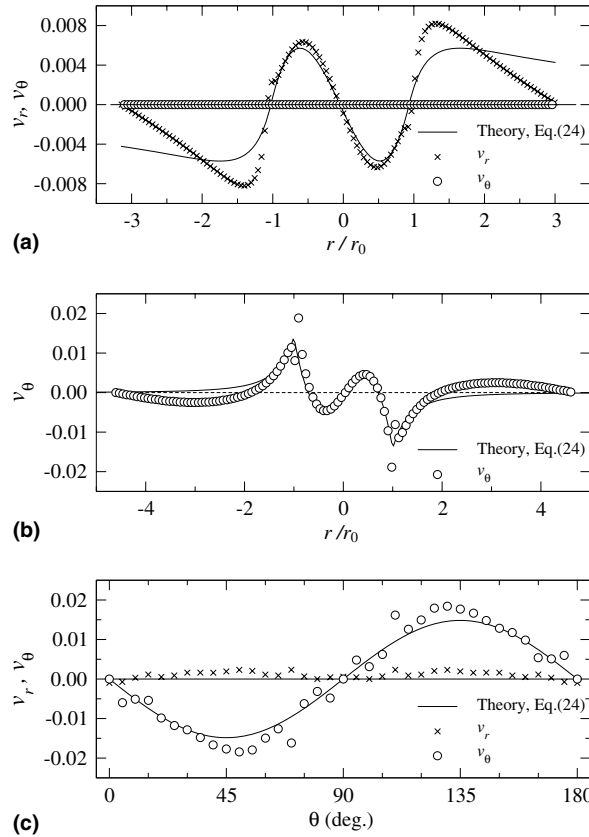 0.008
0.004
0.000
-0.004
-0.008
v_r, v_θ
Theory, Eq.(24)
v_r
v_θ
-3 -2 -1 0 1 2 3
r / r_0
(a)
0.02
0.01
0.00
-0.01
-0.02
v_θ
Theory, Eq.(24)
v_θ
-4 -2 0 2 4
r/r_0
(b)
0.02
0.01
0.00
-0.01
-0.02
v_r , v_θ
Theory, Eq.(24)
v_r
v_θ
0 45 90 135 180
θ (deg.)
(c)